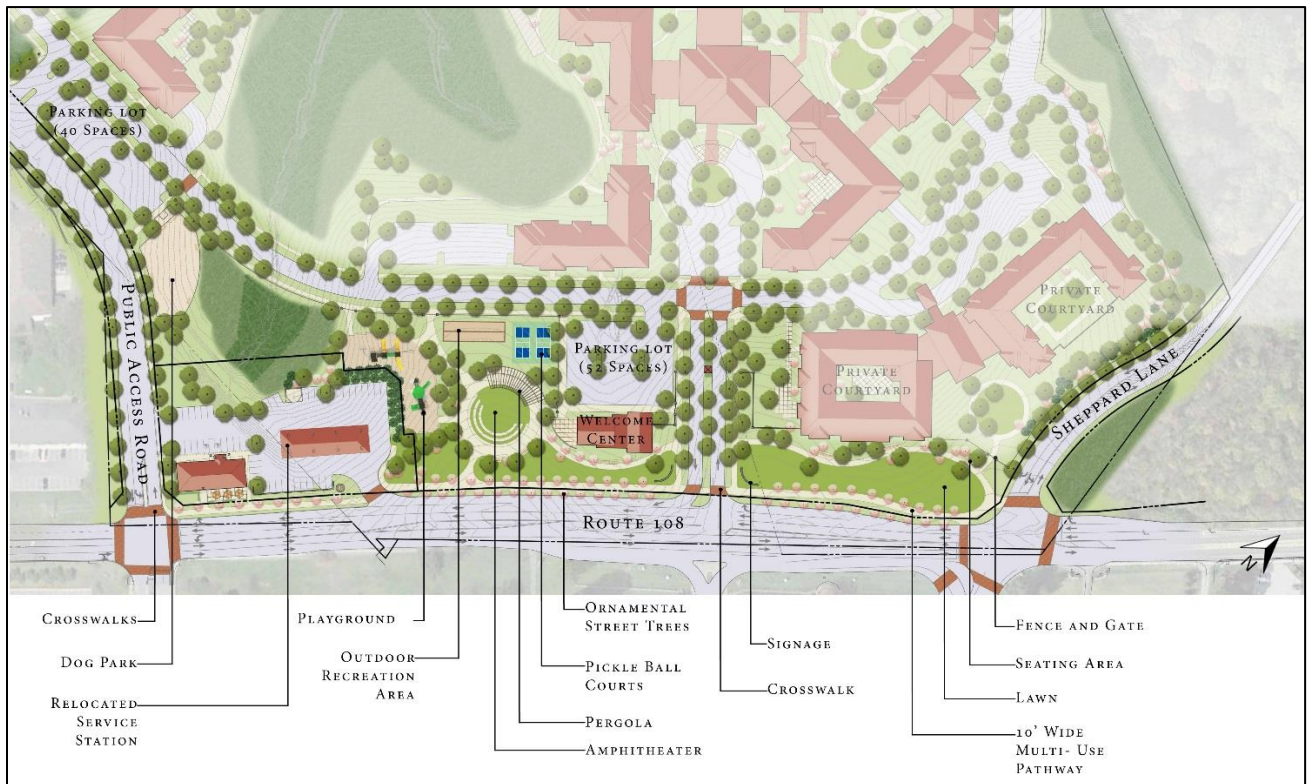 Parking lot
(40 Spaces)
Public Access Road
Parking lot
(52 Spaces)
Welcome
Center
Private
Courtyard
Private
Courtyard
Sheppard Lane
Route 108
N
Crosswalks
Dog Park
Relocated
Service
Station
Playground
Outdoor
Recreation
Area
Ornamental
Street Trees
Pickle Ball
Courts
Pergola
Amphitheater
Signage
Crosswalk
Fence and Gate
Seating Area
Lawn
10' Wide
Multi- Use
Pathway